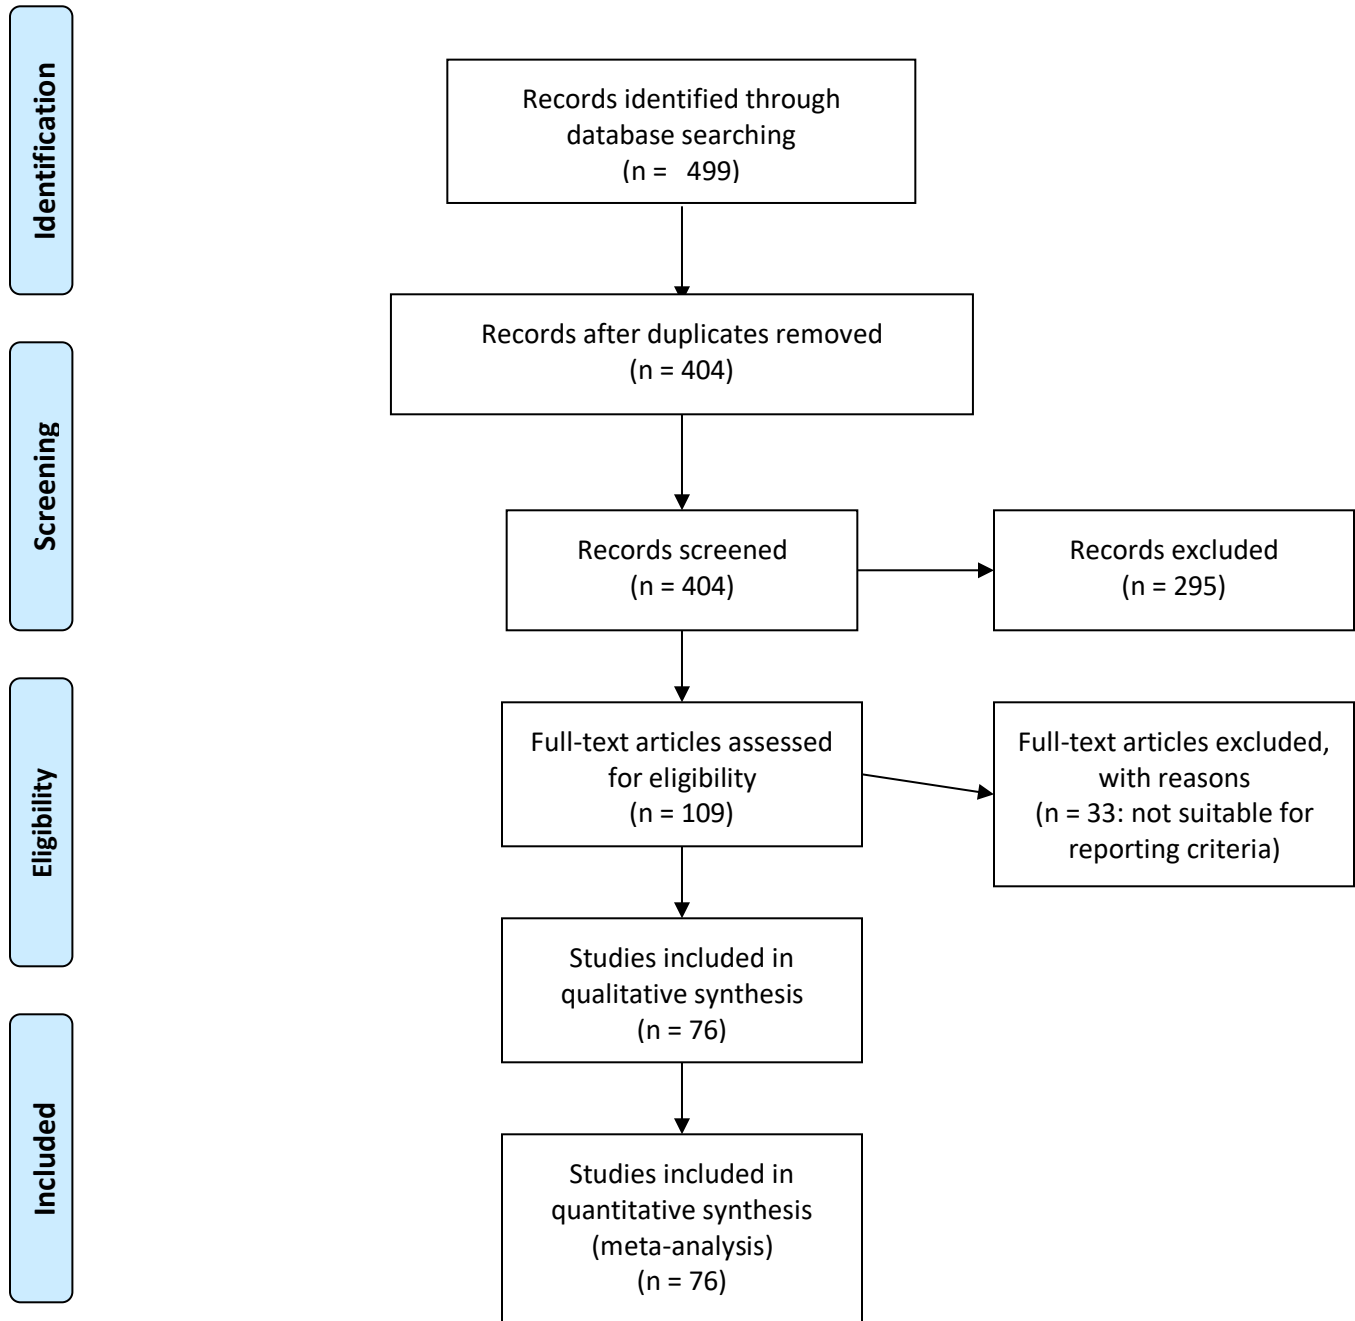 Identification
Records identified through
database searching
(n =   499)
Records after duplicates removed
(n = 404)
Screening
Records screened
(n = 404)
Records excluded
(n = 295)
Eligibility
Full-text articles assessed
for eligibility
(n = 109)
Full-text articles excluded,
with reasons
(n = 33: not suitable for
reporting criteria)
Studies included in
qualitative synthesis
(n = 76)
Included
Studies included in
quantitative synthesis
(meta-analysis)
(n = 76)